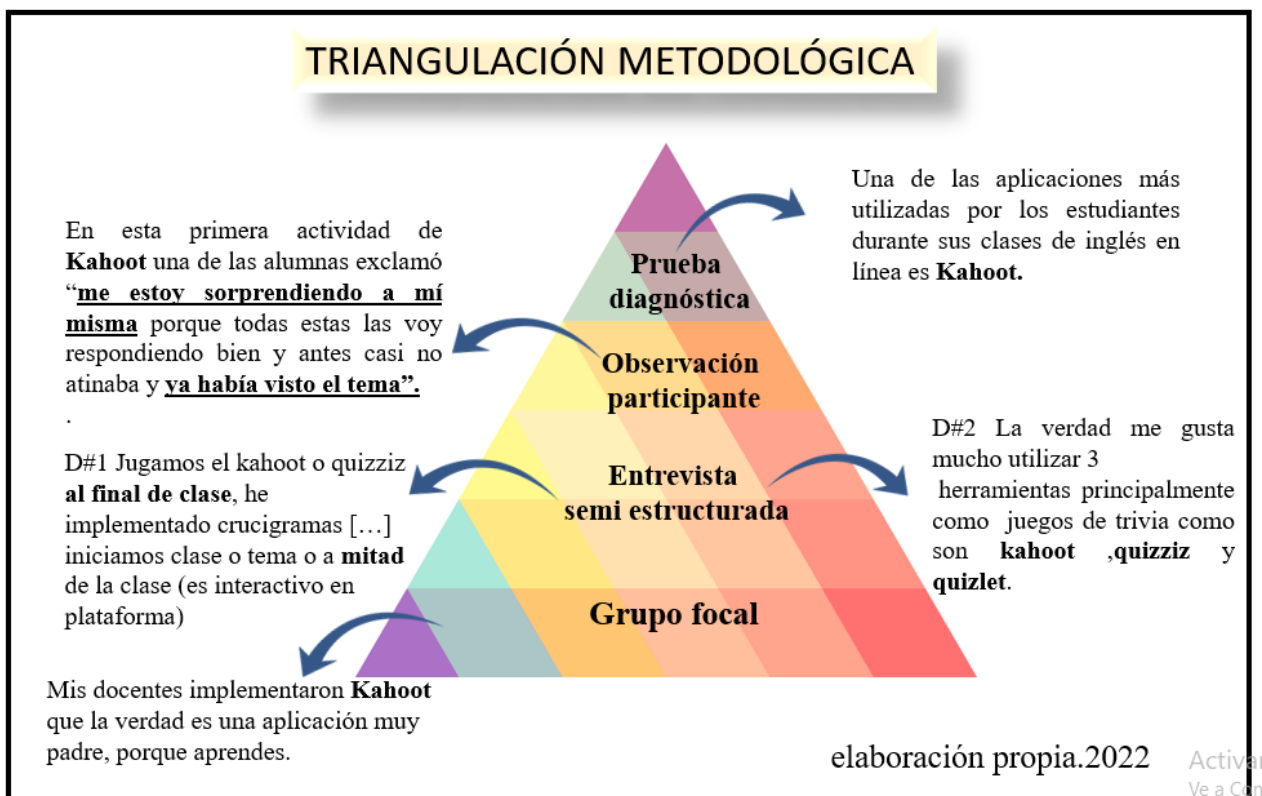 TRIANGULACIÓN METODOLÓGICA
Una de las aplicaciones más
utilizadas por los estudiantes
durante sus clases de inglés en
línea es Kahoot.
En esta primera actividad de
Kahoot una de las alumnas exclamó
“me estoy sorprendiendo a mí
misma porque todas estas las voy
respondiendo bien y antes casi no
atinaba y ya había visto el tema”.
.
Prueba
diagnóstica
Observación
participante
Entrevista
semi estructurada
Grupo focal
D#1 Jugamos el kahoot o quizziz
al final de clase, he
implementado crucigramas […]
iniciamos clase o tema o a mitad
de la clase (es interactivo en
plataforma)
D#2 La verdad me gusta
mucho utilizar 3
herramientas principalmente
como juegos de trivia como
son kahoot ,quizziz y
quizlet.
Mis docentes implementaron Kahoot
que la verdad es una aplicación muy
padre, porque aprendes.
elaboración propia.2022
Activar
Ve a Con